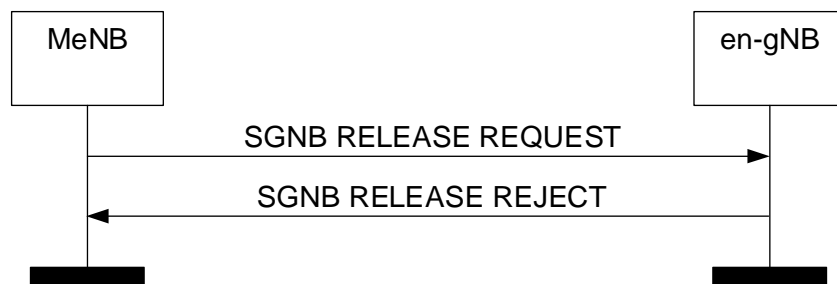 MeNB
en-gNB
SGNB RELEASE REQUEST
SGNB RELEASE REJECT